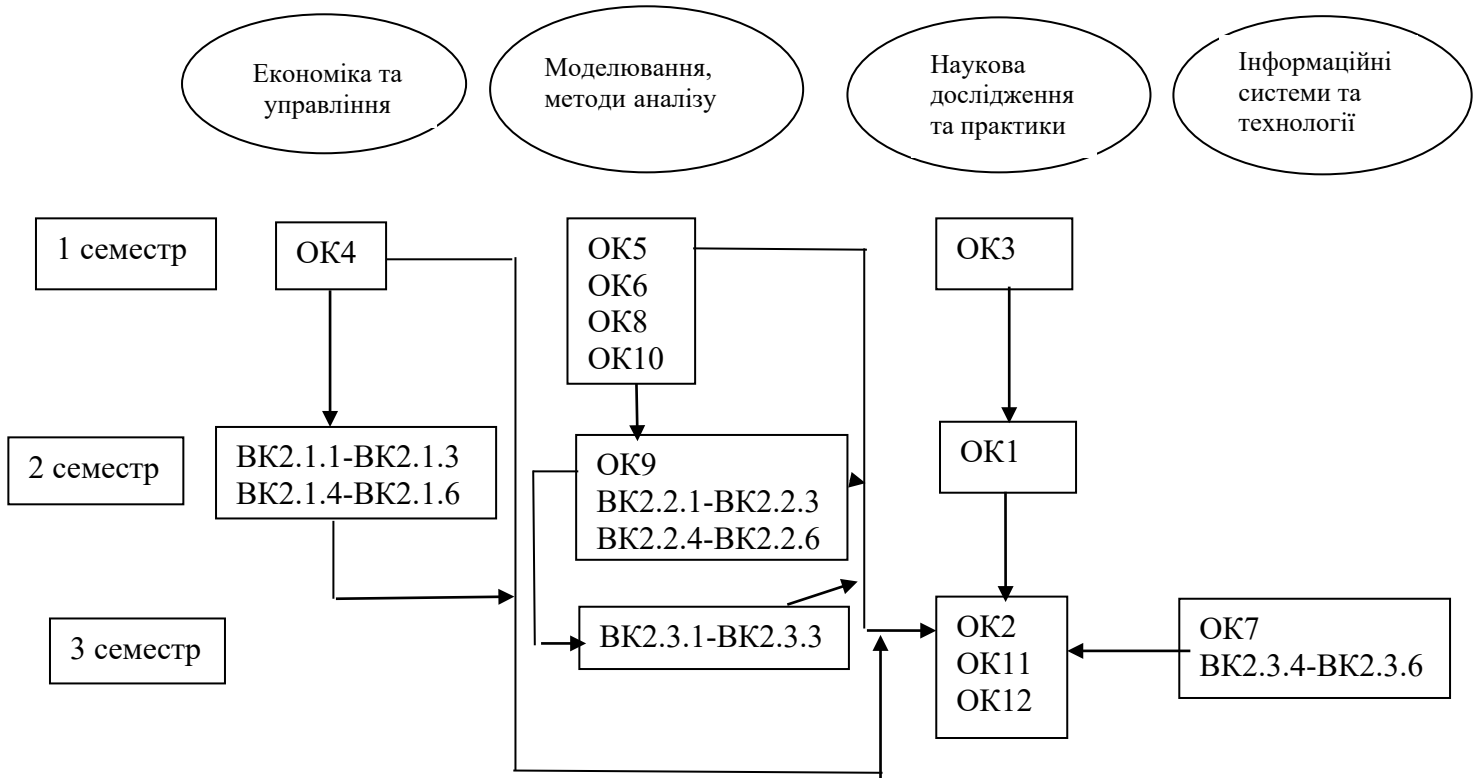 Економіка та
управління
Моделювання,
методи аналізу
Наукова
дослідження
та практики
Інформаційні
системи та
технології
1 семестр
ОК4
ОК5
ОК6
ОК8
ОК10
ОК3
2 семестр
ВК2.1.1-ВК2.1.3
ВК2.1.4-ВК2.1.6
ОК9
ВК2.2.1-ВК2.2.3
ВК2.2.4-ВК2.2.6
ОК1
3 семестр
ВК2.3.1-ВК2.3.3
ОК2
ОК11
ОК12
ОК7
ВК2.3.4-ВК2.3.6